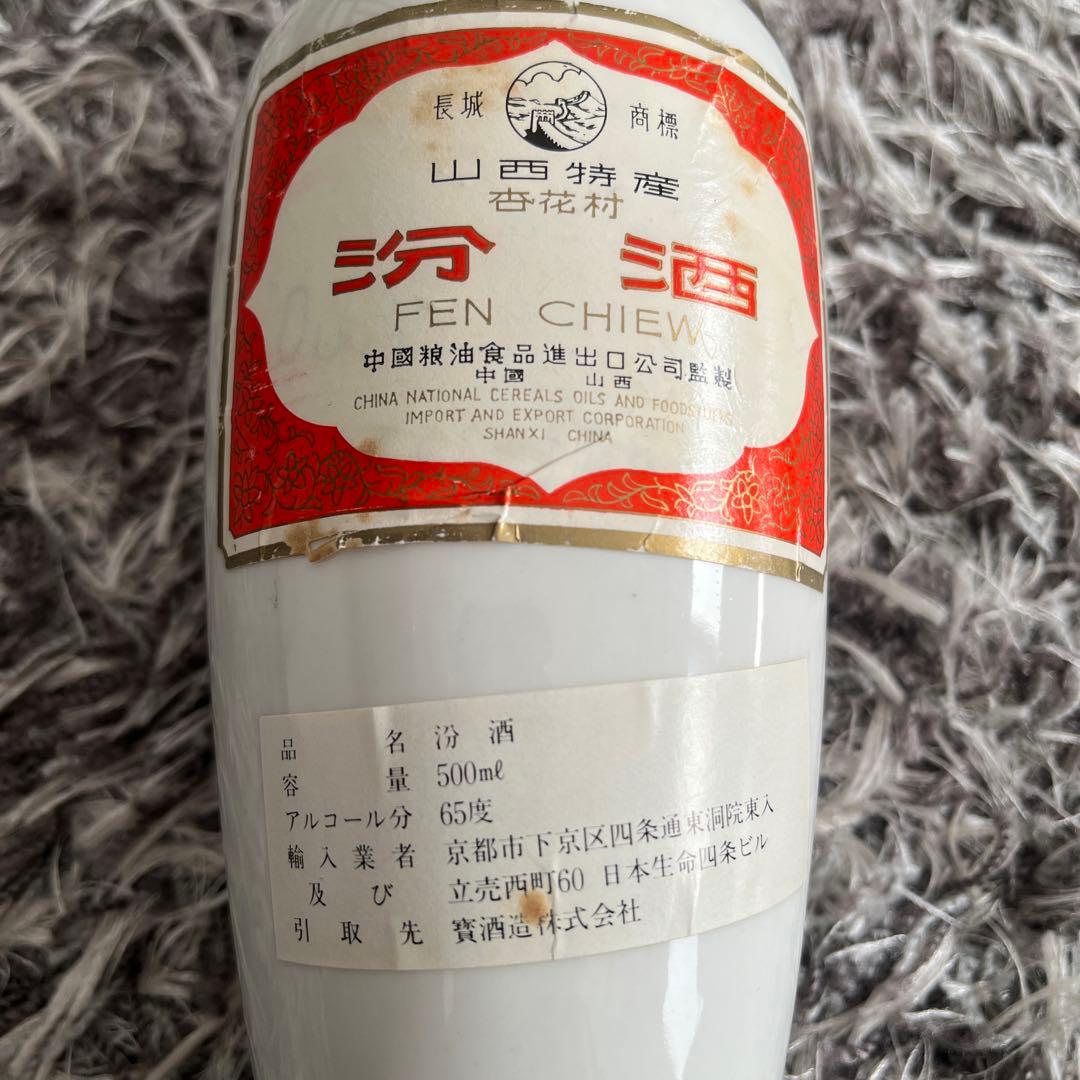 長城 商標
山西特産
杏花村
汾酒
FEN CHIEW
中國粮油食品進出口公司監製
中國 山西
CHINA NATIONAL CEREALS OILS AND FOODSTUFFS
IMPORT AND EXPORT CORPORATION
SHANXI CHINA
品名 汾酒
容量 500mℓ
アルコール分 65度
輸入業者 京都市下京区四条通東洞院東入
及び 立売西町60 日本生命四条ビル
引取先 寳酒造株式会社